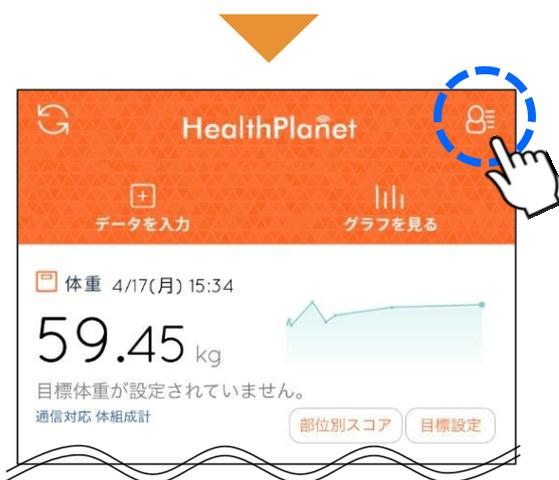 HealthPlanet
データを入力
グラフを見る
体重 4/17(月) 15:34
59.45 kg
目標体重が設定されていません。
通信対応 体組成計
部位別スコア 目標設定